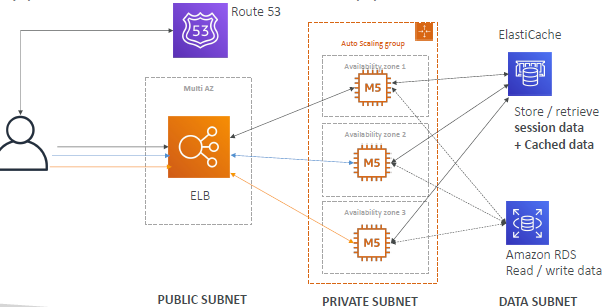 Route 53
53
Auto Scaling group
ElastiCache
Multi AZ
Availability zone 1
M5
Store / retrieve
session data
+ Cached data
Availability zone 2
M5
ELB
Availability zone 3
M5
Amazon RDS
Read / write data
PUBLIC SUBNET
PRIVATE SUBNET
DATA SUBNET